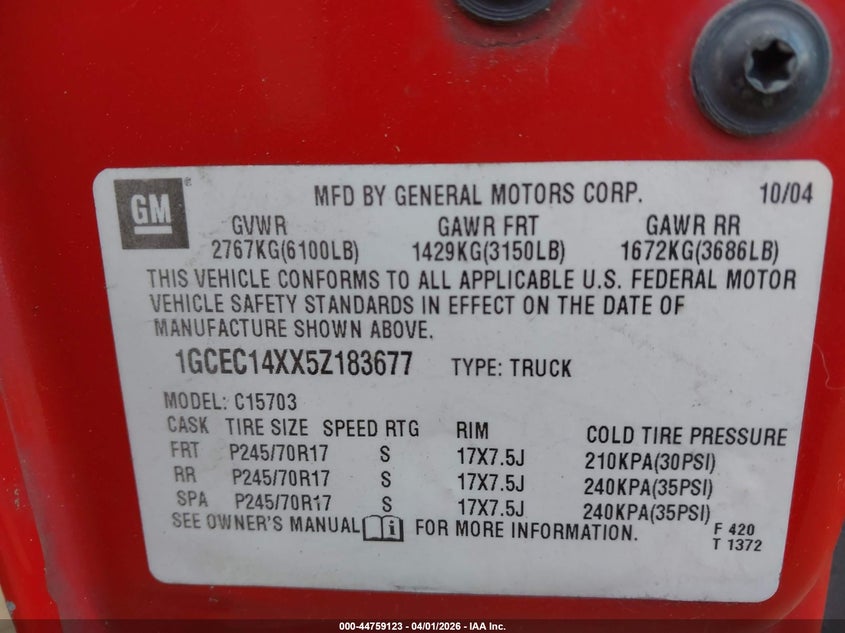 GM ®
MFD BY GENERAL MOTORS CORP. 10/04
GVWR GAWR FRT GAWR RR
2767KG(6100LB) 1429KG(3150LB) 1672KG(3686LB)
THIS VEHICLE CONFORMS TO ALL APPLICABLE U.S. FEDERAL MOTOR
VEHICLE SAFETY STANDARDS IN EFFECT ON THE DATE OF
MANUFACTURE SHOWN ABOVE.
1GCEC14XX5Z183677 TYPE: TRUCK
MODEL: C15703
CASK TIRE SIZE SPEED RTG RIM COLD TIRE PRESSURE
FRT P245/70R17 S 17X7.5J 210KPA(30PSI)
RR P245/70R17 S 17X7.5J 240KPA(35PSI)
SPA P245/70R17 S 17X7.5J 240KPA(35PSI)
SEE OWNER'S MANUAL i FOR MORE INFORMATION.
F 420
T 1372
000-44759123 - 04/01/2026 - IAA Inc.